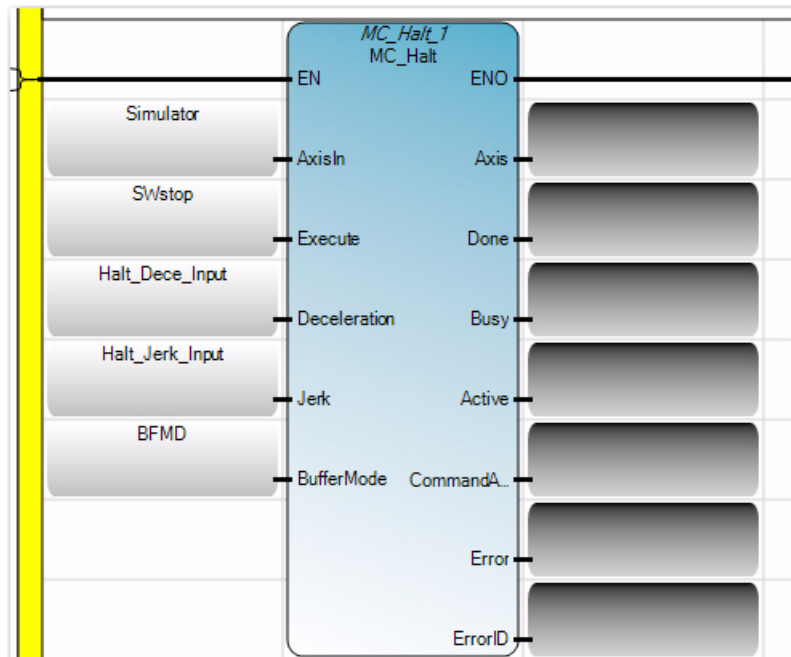 MC_Halt_1
MC_Halt
EN ENO
Simulator
AxisIn Axis
SWstop
Execute Done
Halt_Dece_Input
Deceleration Busy
Halt_Jerk_Input
Jerk Active
BFMD
BufferMode CommandA...
Error
ErrorID